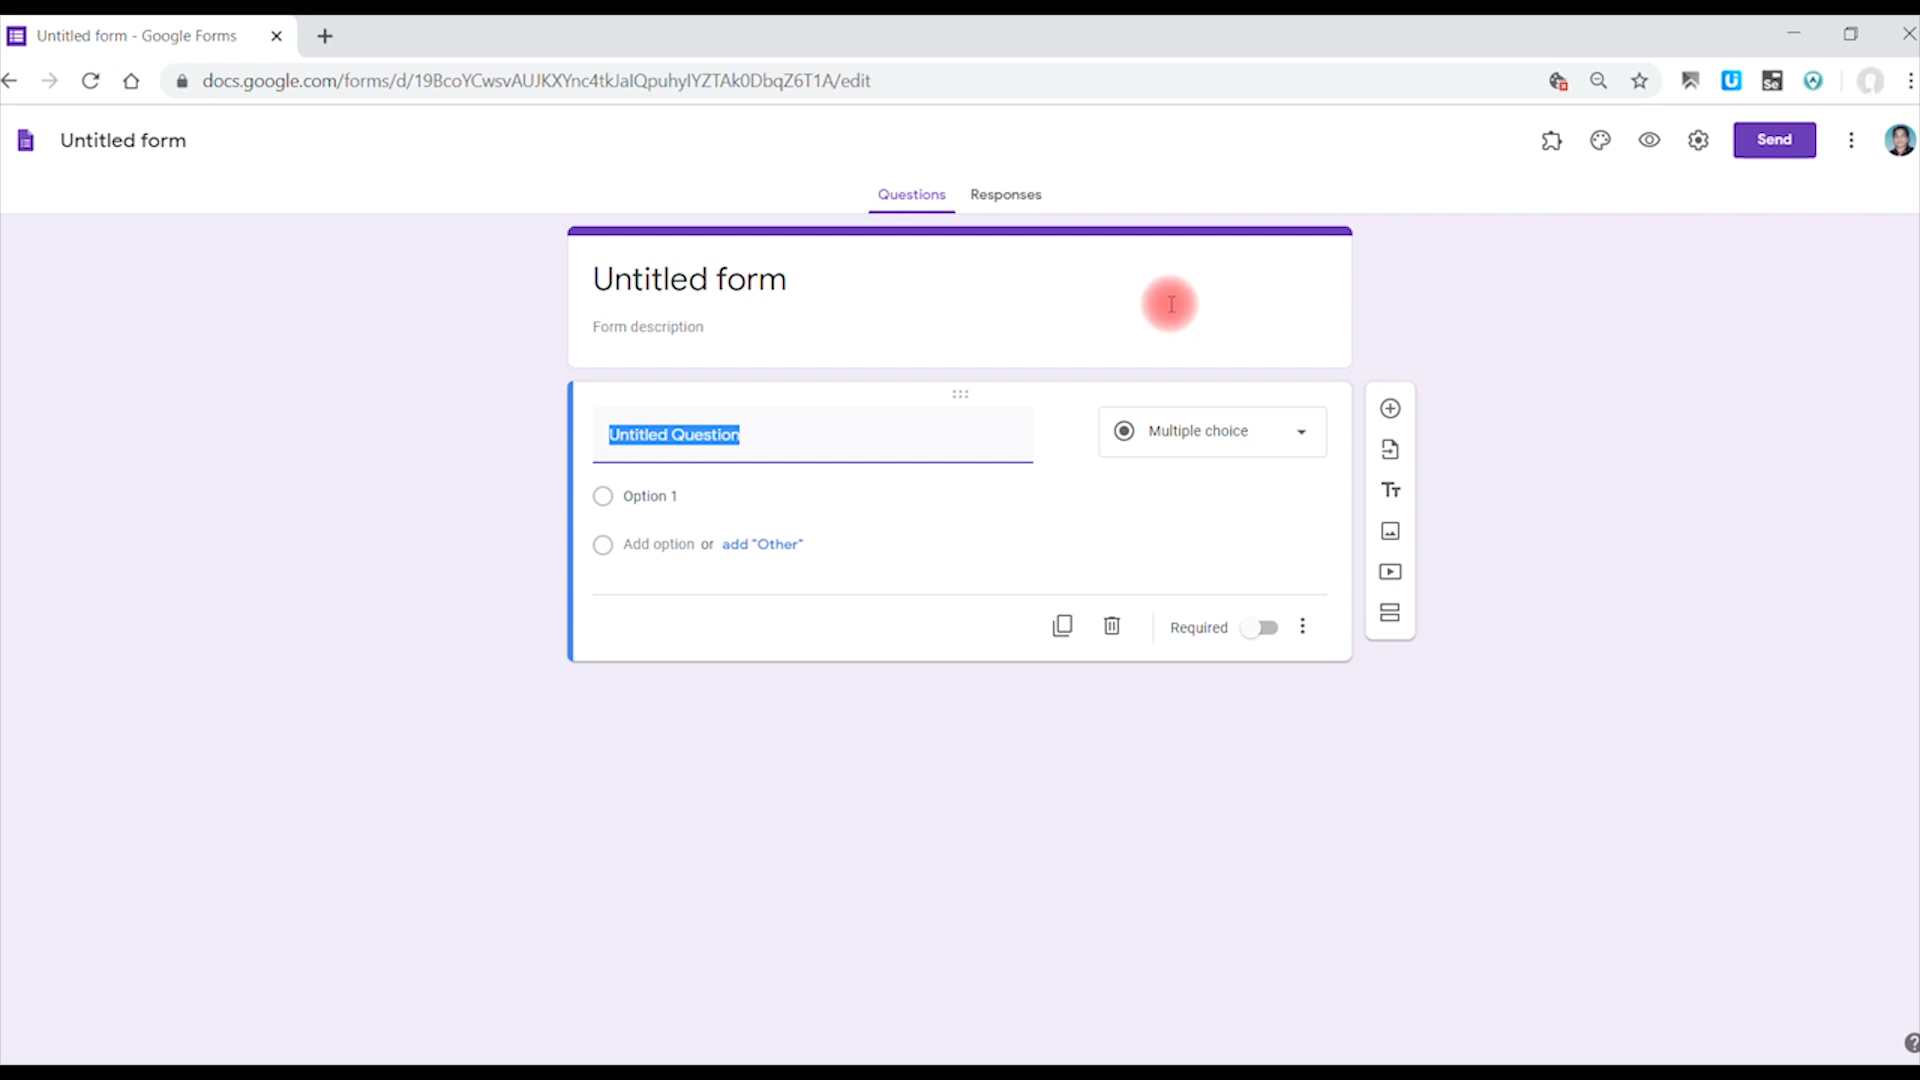 Untitled form - Google Forms
docs.google.com/forms/d/19BcoYCwsvAUJKXYnc4tkJaIQpuhyIYZTAk0DbqZ6T1A/edit
Untitled form
Send
Questions Responses
Untitled form
Form description
Untitled Question
Multiple choice
Option 1
Add option or add "Other"
Required